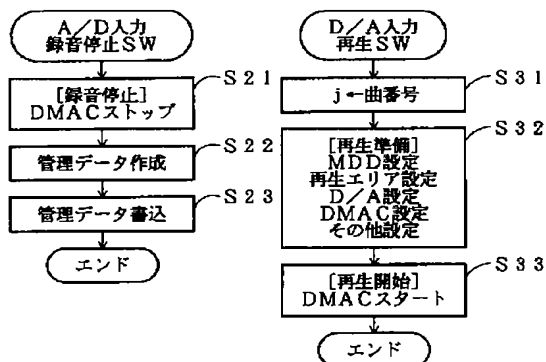 A/D入力
録音停止SW
S21
[録音停止]
DMACストップ
S22
管理データ作成
S23
管理データ書込
エンド
D/A入力
再生SW
S31
j←曲番号
S32
[再生準備]
MDD設定
再生エリア設定
D/A設定
DMAC設定
その他設定
S33
[再生開始]
DMACスタート
エンド